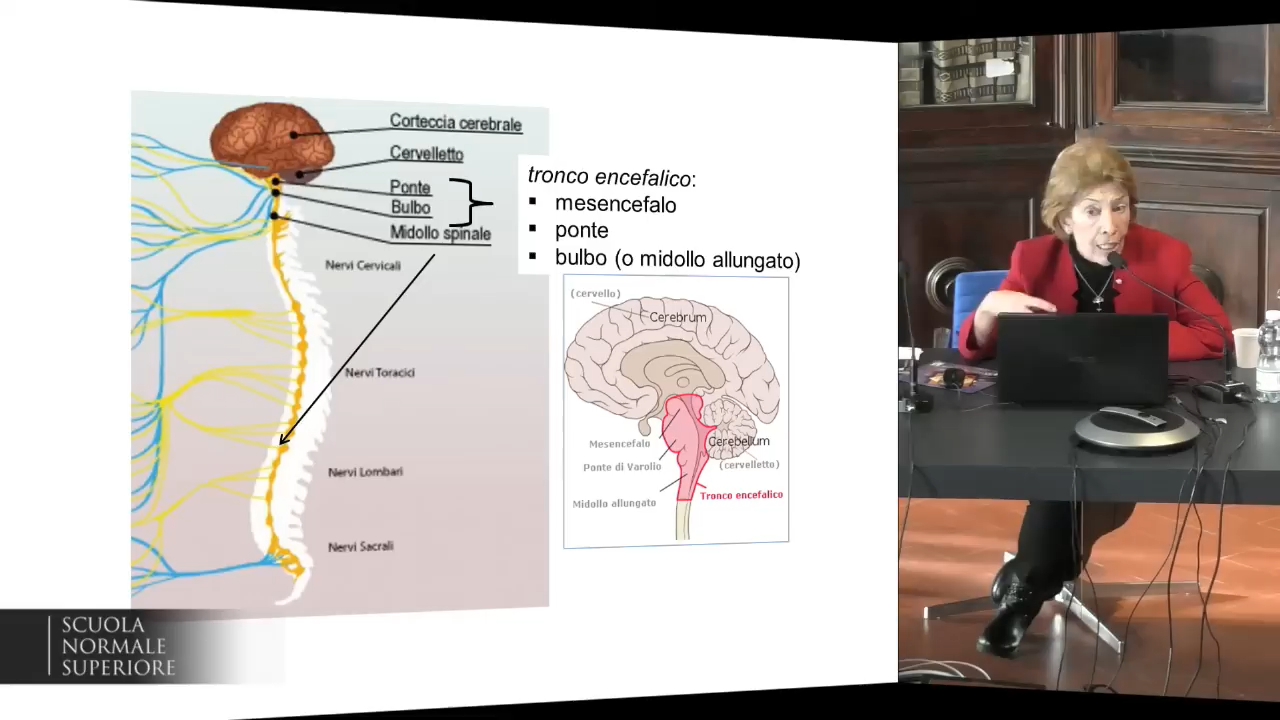 Corteccia cerebrale
Cervelletto
Ponte
Bulbo
Midollo spinale
Nervi Cervicali
Nervi Toracici
Nervi Lombari
Nervi Sacrali
tronco encefalico:
▪ mesencefalo
▪ ponte
▪ bulbo (o midollo allungato)
(cervello)
Cerebrum
Mesencefalo
Cerebellum
Ponte di Varolio
(cervelletto)
Midollo allungato
Tronco encefalico
SCUOLA
NORMALE
SUPERIORE